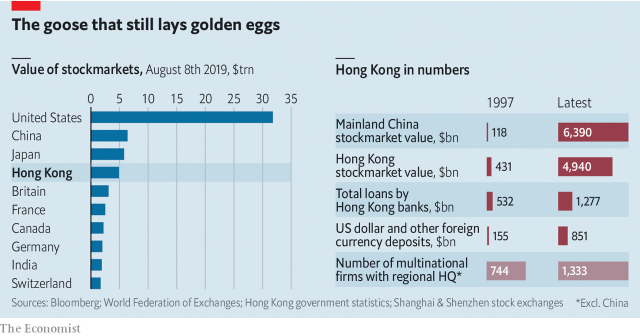 The goose that still lays golden eggs
Value of stockmarkets, August 8th 2019, $trn
0 5 10 15 20 25 30 35
United States
China
Japan
Hong Kong
Britain
France
Canada
Germany
India
Switzerland
Hong Kong in numbers
1997 Latest
Mainland China
stockmarket value, $bn
118 6,390
Hong Kong
stockmarket value, $bn
431 4,940
Total loans by
Hong Kong banks, $bn
532 1,277
US dollar and other foreign
currency deposits, $bn
155 851
Number of multinational
firms with regional HQ*
744 1,333
Sources: Bloomberg; World Federation of Exchanges; Hong Kong government statistics; Shanghai & Shenzhen stock exchanges *Excl. China
The Economist